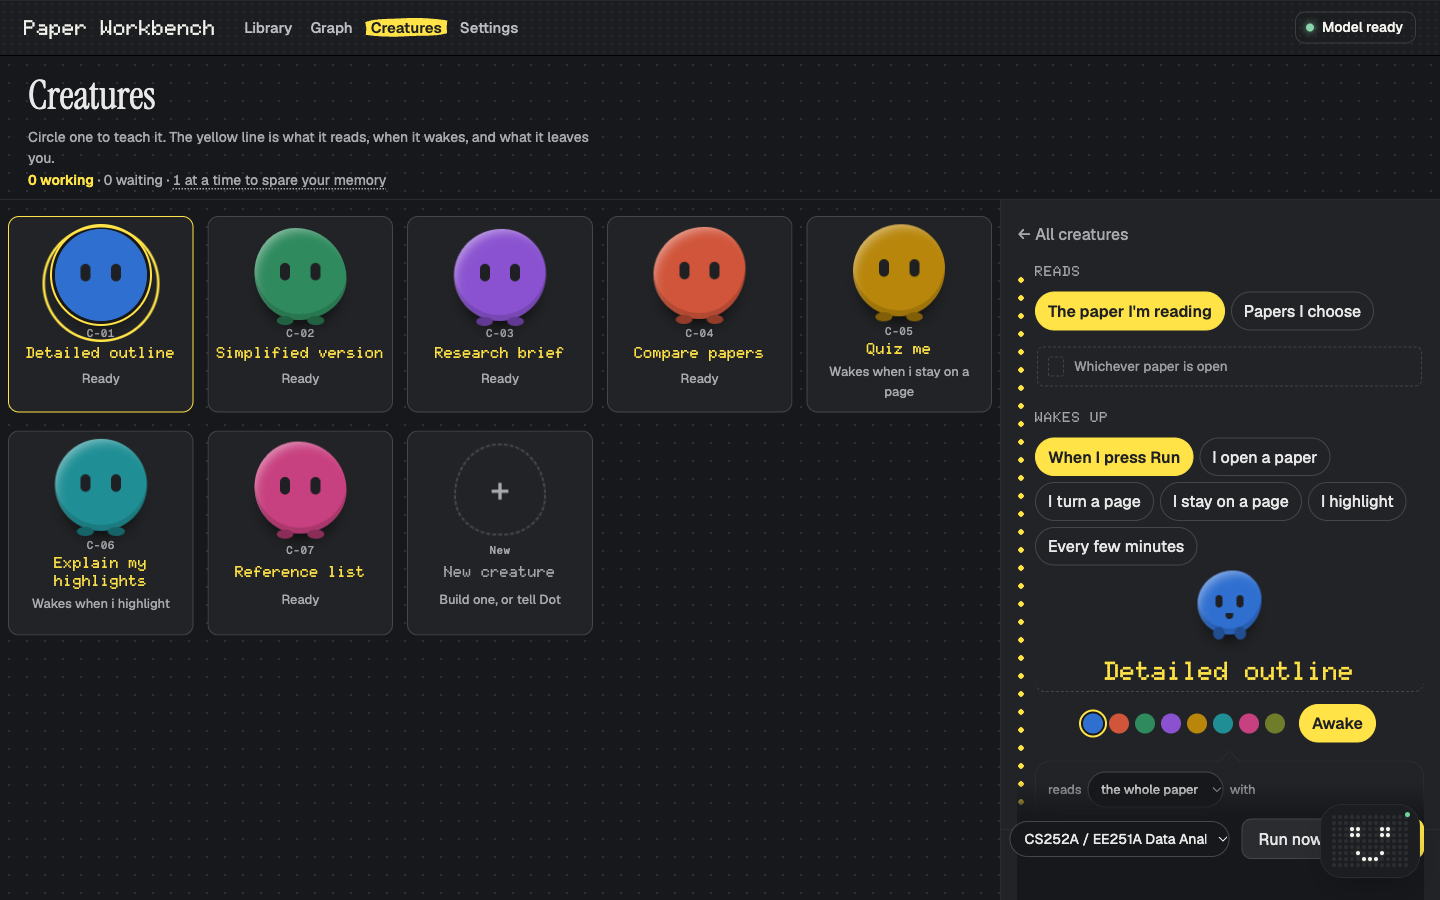 Paper Workbench Library Graph Creatures Settings Model ready
Creatures
Circle one to teach it. The yellow line is what it reads, when it wakes, and what it leaves
you.
0 working · 0 waiting · 1 at a time to spare your memory
C-01
Detailed outline
Ready
C-02
Simplified version
Ready
C-03
Research brief
Ready
C-04
Compare papers
Ready
C-05
Quiz me
Wakes when i stay on a
page
C-06
Explain my
highlights
Wakes when i highlight
C-07
Reference list
Ready
+
New
New creature
Build one, or tell Dot
← All creatures
READS
The paper I'm reading Papers I choose
Whichever paper is open
WAKES UP
When I press Run I open a paper
I turn a page I stay on a page I highlight
Every few minutes
Detailed outline
Awake
reads the whole paper with
CS252A / EE251A Data Anal Run now